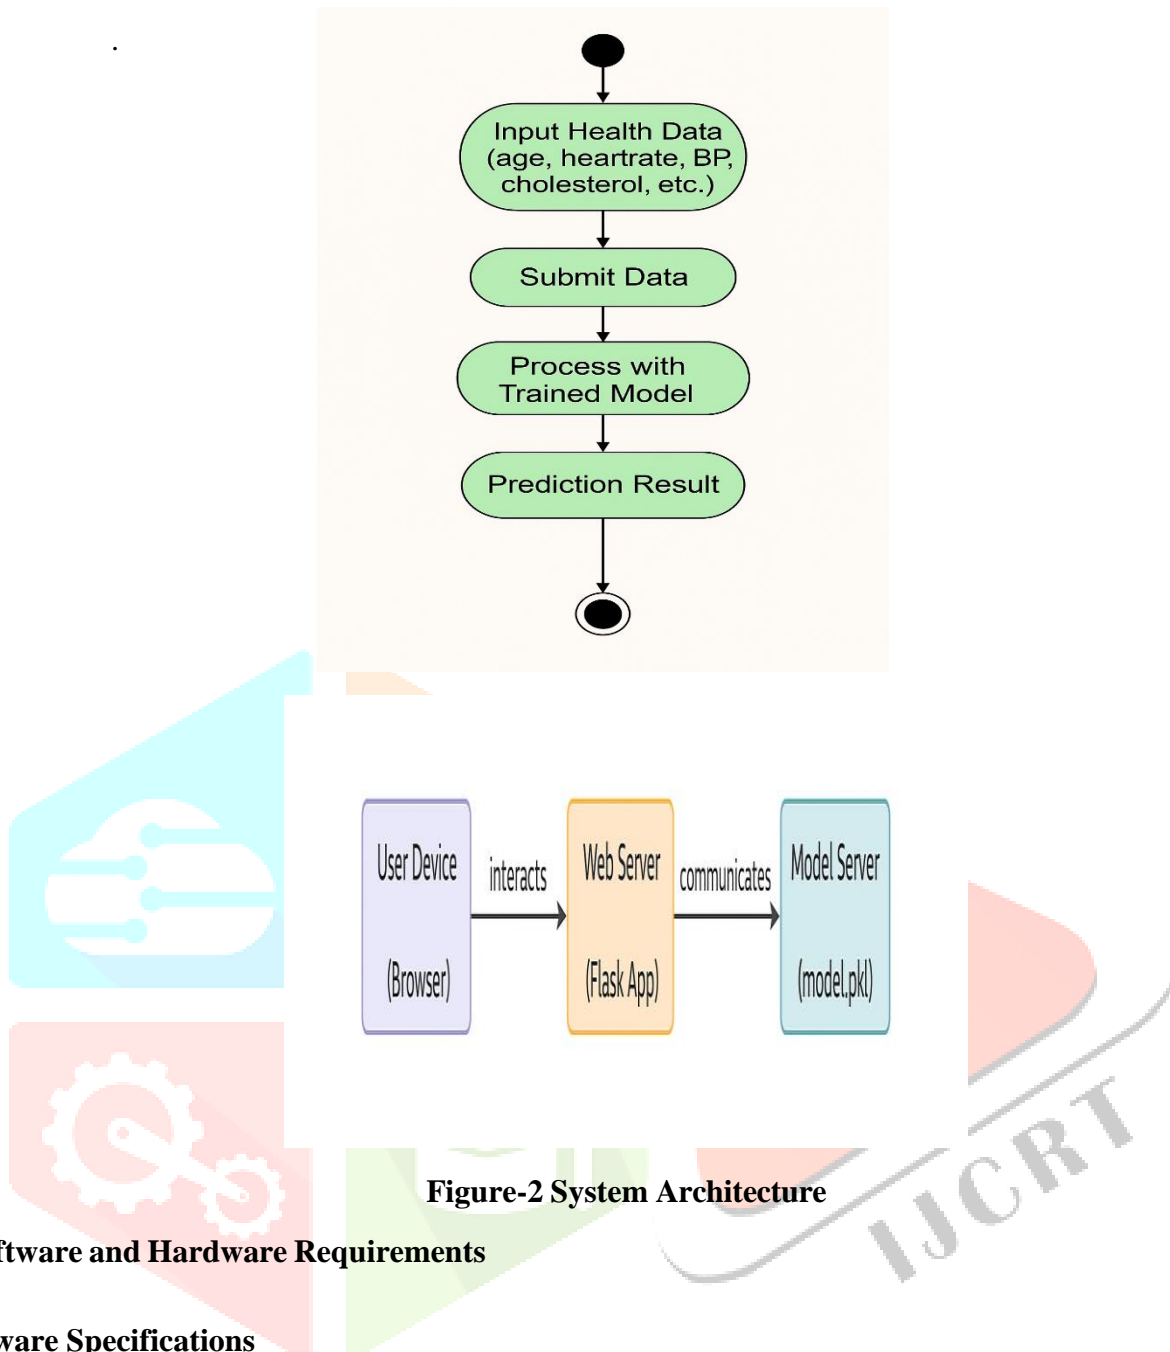 .
Input Health Data
(age, heartrate, BP,
cholesterol, etc.)
Submit Data
Process with
Trained Model
Prediction Result
User Device
(Browser)
interacts
Web Server
(Flask App)
communicates
Model Server
(model.pkl)
Figure-2 System Architecture
ftware and Hardware Requirements
ware Specifications
IJCRT